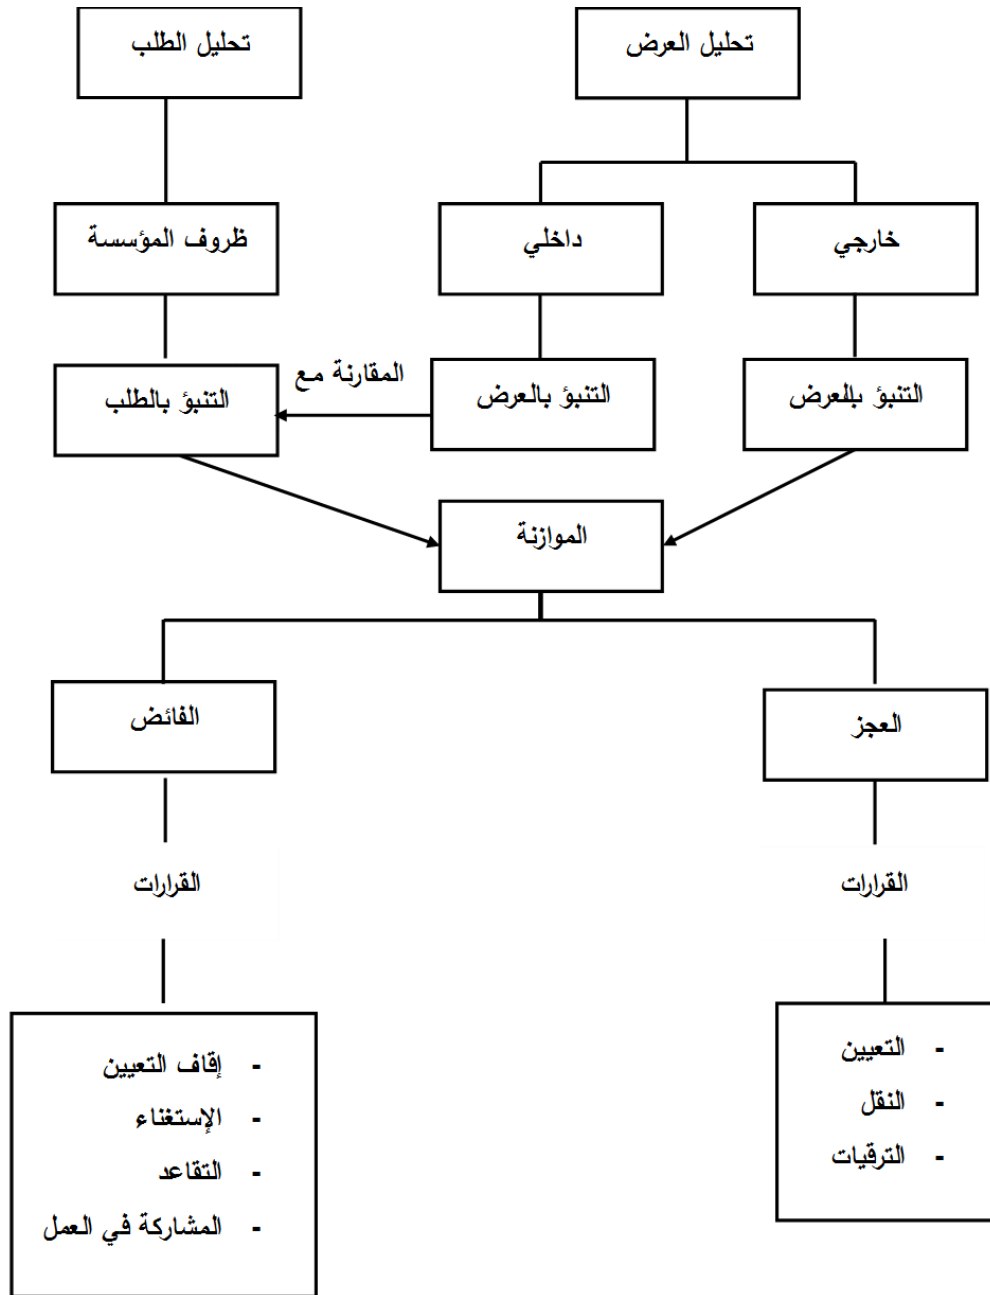 تحليل العرض
تحليل الطلب
خارجي
داخلي
ظروف المؤسسة
التنبؤ بلعرض
التنبؤ بالعرض
المقارنة مع
التنبؤ بالطلب
الموازنة
العجز
الفائض
القرارات
القرارات
- التعيين
- النقل
- الترقيات
- إقاف التعيين
- الإستغناء
- التقاعد
- المشاركة في العمل